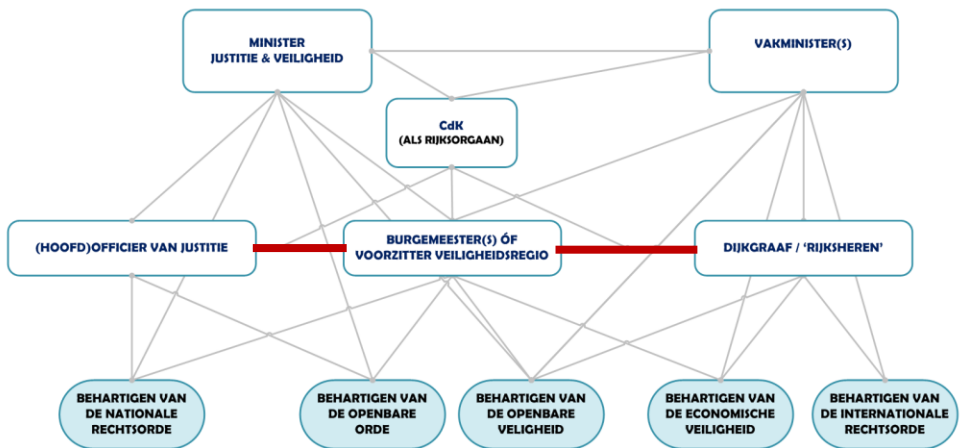 MINISTER
JUSTITIE & VEILIGHEID
VAKMINISTER(S)
CdK
(ALS RIJKSORGAAN)
(HOOFD)OFFICIER VAN JUSTITIE
BURGEMEESTER(S) ÓF
VOORZITTER VEILIGHEIDSREGIO
DIJKGRAAF / ‘RIJKSHEREN’
BEHARTIGEN VAN
DE NATIONALE
RECHTSORDE
BEHARTIGEN VAN
DE OPENBARE
ORDE
BEHARTIGEN VAN
DE OPENBARE
VELIGHEID
BEHARTIGEN VAN
DE ECONOMISCHE
VEILIGHEID
BEHARTIGEN VAN
DE INTERNATIONALE
RECHTSORDE